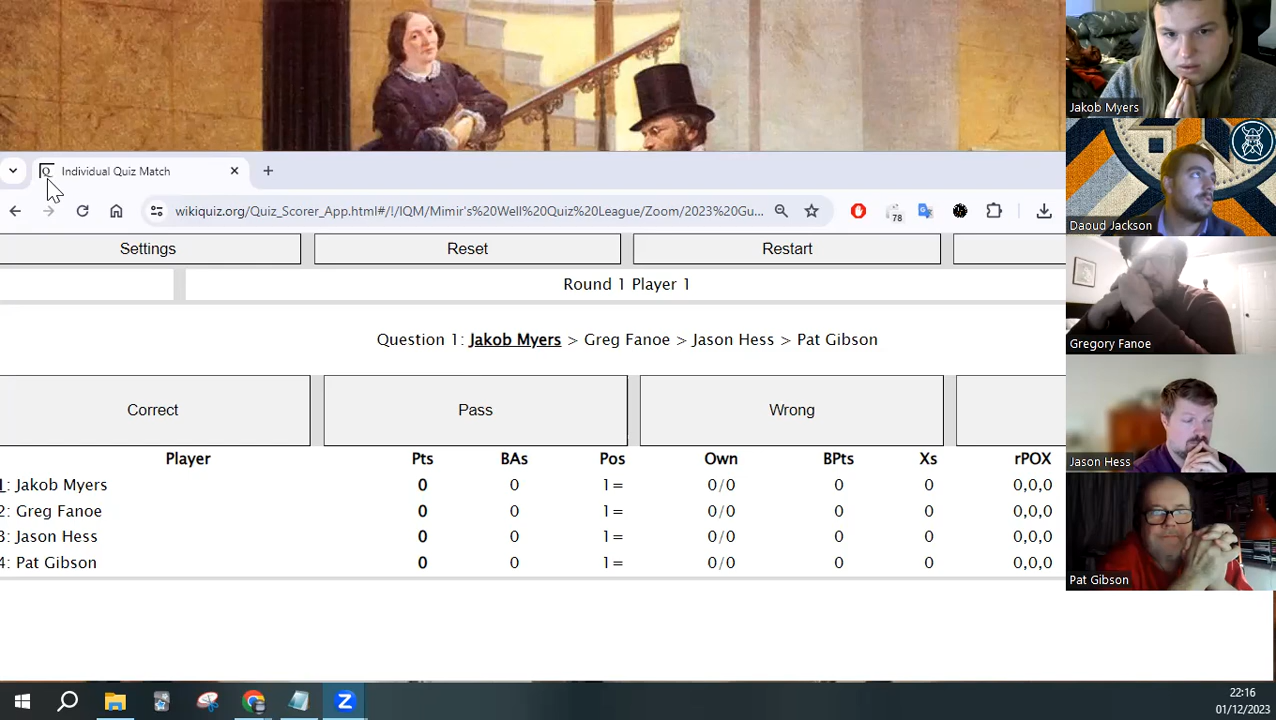 Individual Quiz Match
wikiquiz.org/Quiz_Scorer_App.html#/I/IQM/Mimir's%20Well%20Quiz%20League/Zoom/2023%20Gu...
78
Settings Reset Restart
Round 1 Player 1
Question 1: Jakob Myers > Greg Fanoe > Jason Hess > Pat Gibson
Correct Pass Wrong
Player Pts BAs Pos Own BPts Xs rPOX
1: Jakob Myers 0 0 1= 0/0 0 0 0,0,0
2: Greg Fanoe 0 0 1= 0/0 0 0 0,0,0
3: Jason Hess 0 0 1= 0/0 0 0 0,0,0
4: Pat Gibson 0 0 1= 0/0 0 0 0,0,0
Jakob Myers
Daoud Jackson
Gregory Fanoe
Jason Hess
Pat Gibson
22:16
01/12/2023